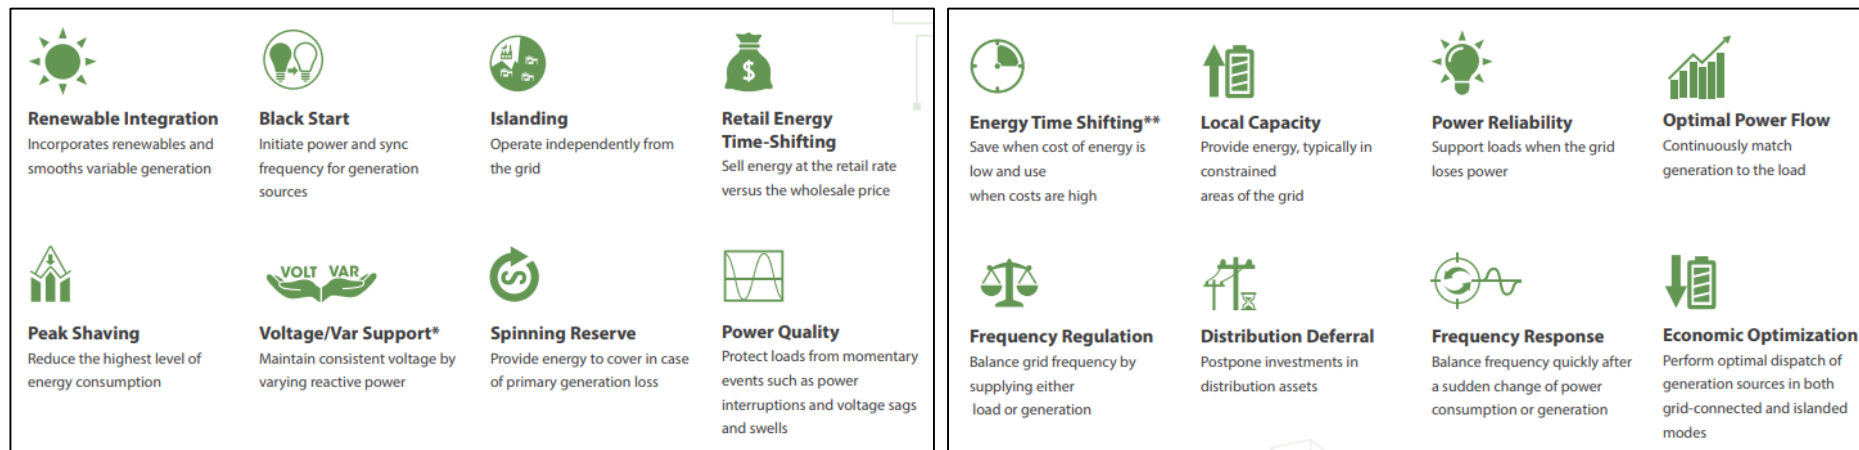 Renewable Integration
Incorporates renewables and
smooths variable generation
Black Start
Initiate power and sync
frequency for generation
sources
Islanding
Operate independently from
the grid
$
Retail Energy
Time-Shifting
Sell energy at the retail rate
versus the wholesale price
Peak Shaving
Reduce the highest level of
energy consumption
VOLT VAR
Voltage/Var Support*
Maintain consistent voltage by
varying reactive power
S
Spinning Reserve
Provide energy to cover in case
of primary generation loss
Power Quality
Protect loads from momentary
events such as power
interruptions and voltage sags
and swells
Energy Time Shifting**
Save when cost of energy is
low and use
when costs are high
Local Capacity
Provide energy, typically in
constrained
areas of the grid
Power Reliability
Support loads when the grid
loses power
Optimal Power Flow
Continuously match
generation to the load
Frequency Regulation
Balance grid frequency by
supplying either
load or generation
Distribution Deferral
Postpone investments in
distribution assets
Frequency Response
Balance frequency quickly after
a sudden change of power
consumption or generation
Economic Optimization
Perform optimal dispatch of
generation sources in both
grid-connected and islanded
modes